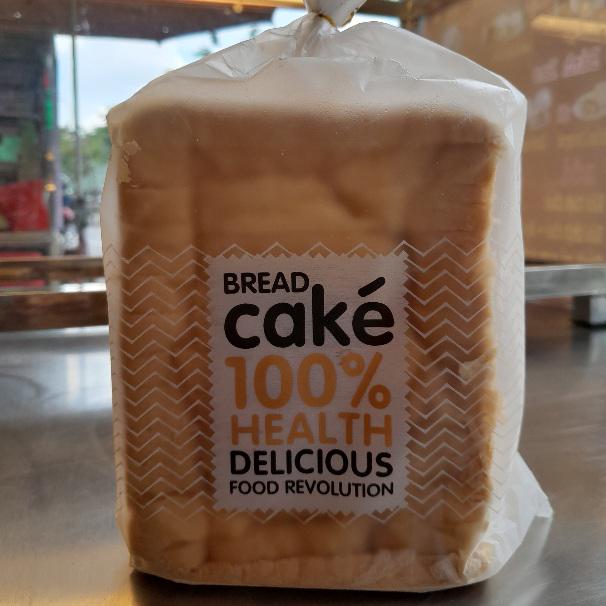 BREAD
caké
100%
HEALTH
DELICIOUS
FOOD REVOLUTION